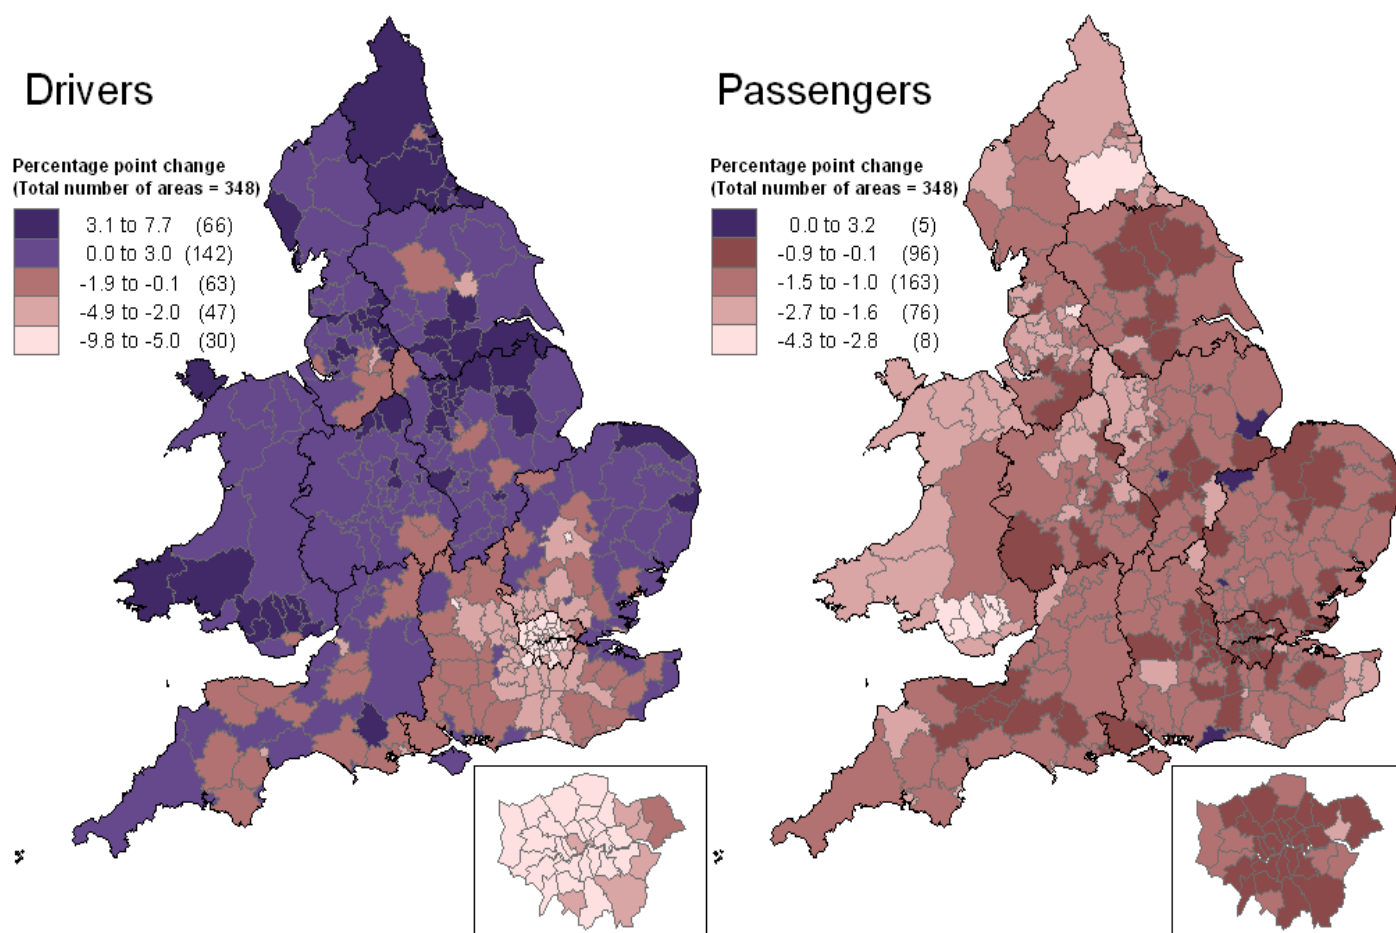 Drivers
Percentage point change
(Total number of areas = 348)
3.1 to 7.7 (66)
0.0 to 3.0 (142)
-1.9 to -0.1 (63)
-4.9 to -2.0 (47)
-9.8 to -5.0 (30)
Passengers
Percentage point change
(Total number of areas = 348)
0.0 to 3.2 (5)
-0.9 to -0.1 (96)
-1.5 to -1.0 (163)
-2.7 to -1.6 (76)
-4.3 to -2.8 (8)